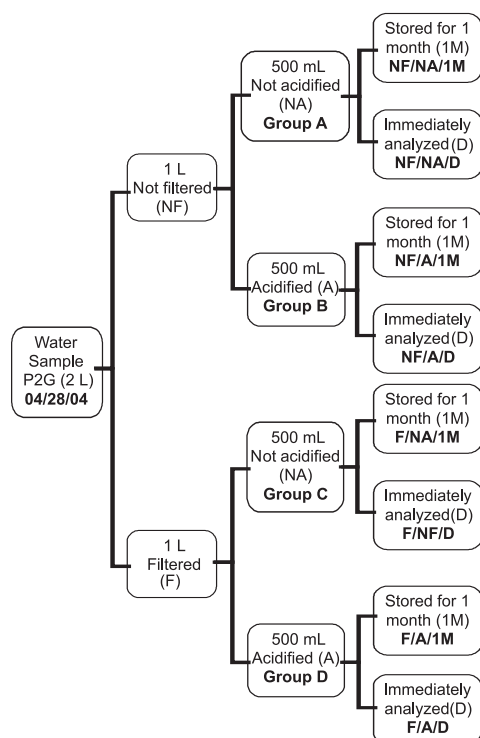 Water
Sample
P2G (2 L)
04/28/04
1 L
Not filtered
(NF)
500 mL
Not acidified
(NA)
Group A
Stored for 1
month (1M)
NF/NA/1M
Immediately
analyzed(D)
NF/NA/D
500 mL
Acidified (A)
Group B
Stored for 1
month (1M)
NF/A/1M
Immediately
analyzed(D)
NF/A/D
1 L
Filtered
(F)
500 mL
Not acidified
(NA)
Group C
Stored for 1
month (1M)
F/NA/1M
Immediately
analyzed(D)
F/NF/D
500 mL
Acidified (A)
Group D
Stored for 1
month (1M)
F/A/1M
Immediately
analyzed(D)
F/A/D